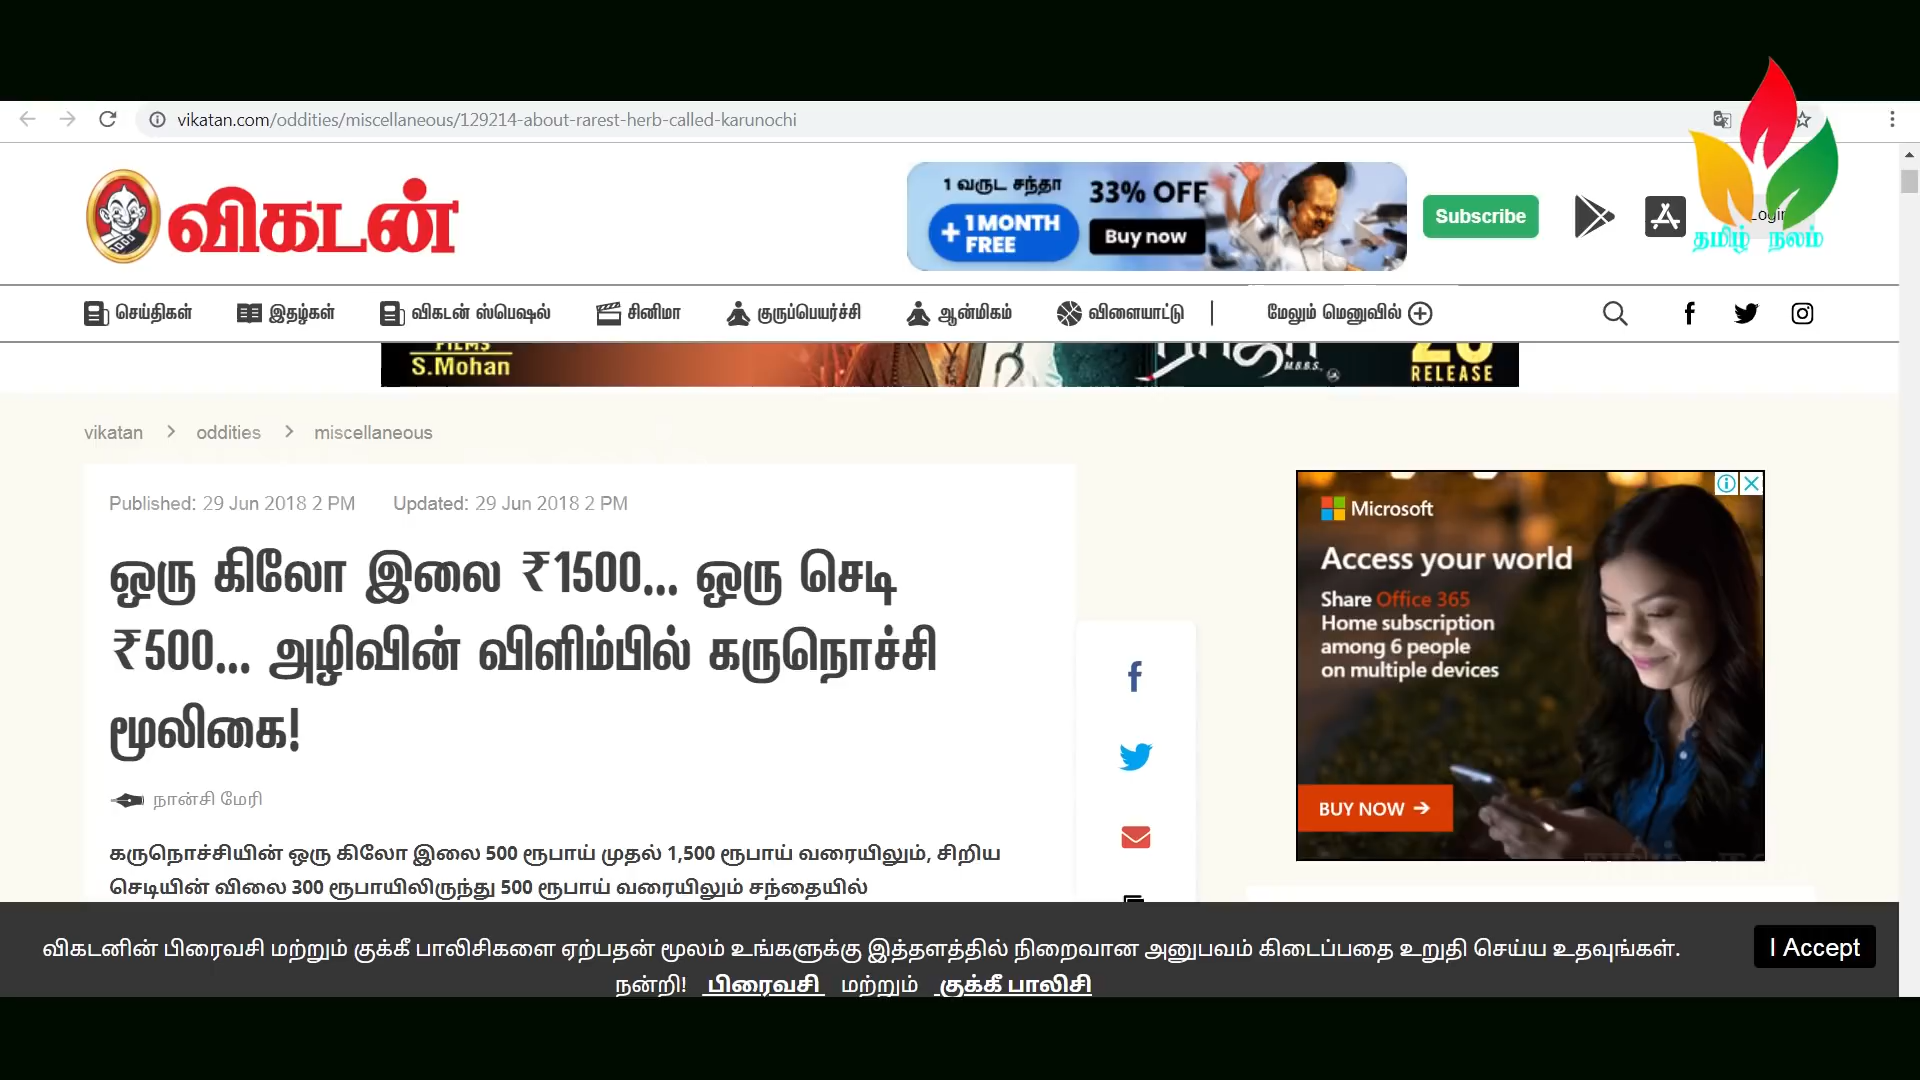 vikatan.com/oddities/miscellaneous/129214-about-rarest-herb-called-karunochi
விகடன்
1 வருட சந்தா
+ 1 MONTH FREE
33% OFF
Buy now
Subscribe
Login
தமிழ் நலம்
செய்திகள் இதழ்கள் விகடன் ஸ்பெஷல் சினிமா குருப்பெயர்ச்சி ஆன்மிகம் விளையாட்டு | மேலும் மெனுவில்
FILMS
S.Mohan
M.B.B.S.
RELEASE
vikatan > oddities > miscellaneous
Published: 29 Jun 2018 2 PM Updated: 29 Jun 2018 2 PM
ஒரு கிலோ இலை ₹1500... ஒரு செடி
₹500... அழிவின் விளிம்பில் கருநொச்சி
மூலிகை!
நான்சி மேரி
கருநொச்சியின் ஒரு கிலோ இலை 500 ரூபாய் முதல் 1,500 ரூபாய் வரையிலும், சிறிய
செடியின் விலை 300 ரூபாயிலிருந்து 500 ரூபாய் வரையிலும் சந்தையில்
Microsoft
Access your world
Share Office 365
Home subscription
among 6 people
on multiple devices
BUY NOW →
விகடனின் பிரைவசி மற்றும் குக்கீ பாலிசிகளை ஏற்பதன் மூலம் உங்களுக்கு இத்தளத்தில் நிறைவான அனுபவம் கிடைப்பதை உறுதி செய்ய உதவுங்கள்.
நன்றி! பிரைவசி மற்றும் குக்கீ பாலிசி
I Accept